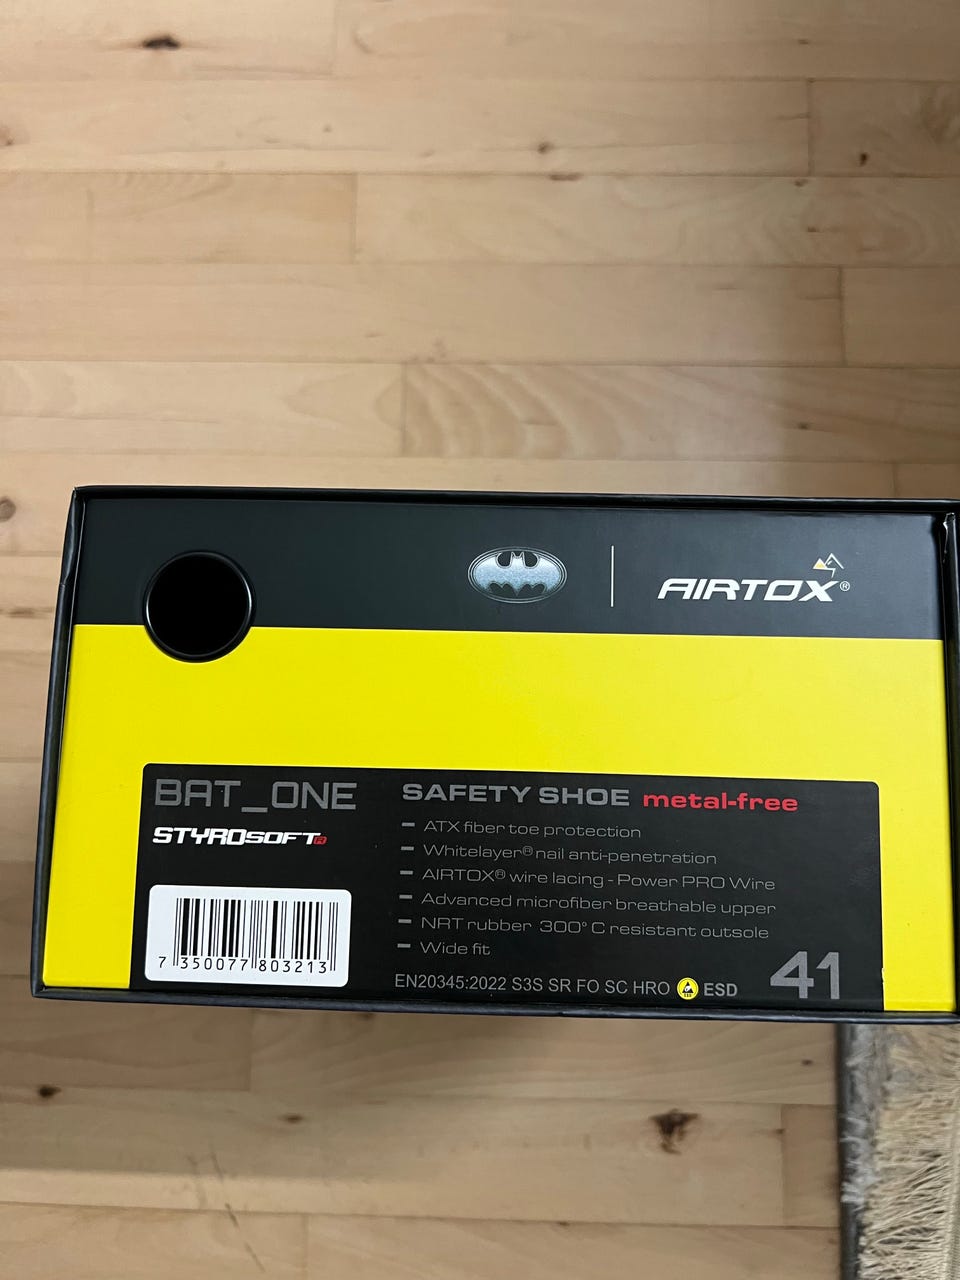 AIRTOX®
BAT_ONE
STYROSOFT®
SAFETY SHOE metal-free
- ATX fiber toe protection
- Whitelayer® nail anti-penetration
- AIRTOX® wire lacing - Power PRO Wire
- Advanced microfiber breathable upper
- NRT rubber 300° C resistant outsole
- Wide fit
7 350077 803213
EN20345:2022 S3S SR FO SC HRO ESD
41